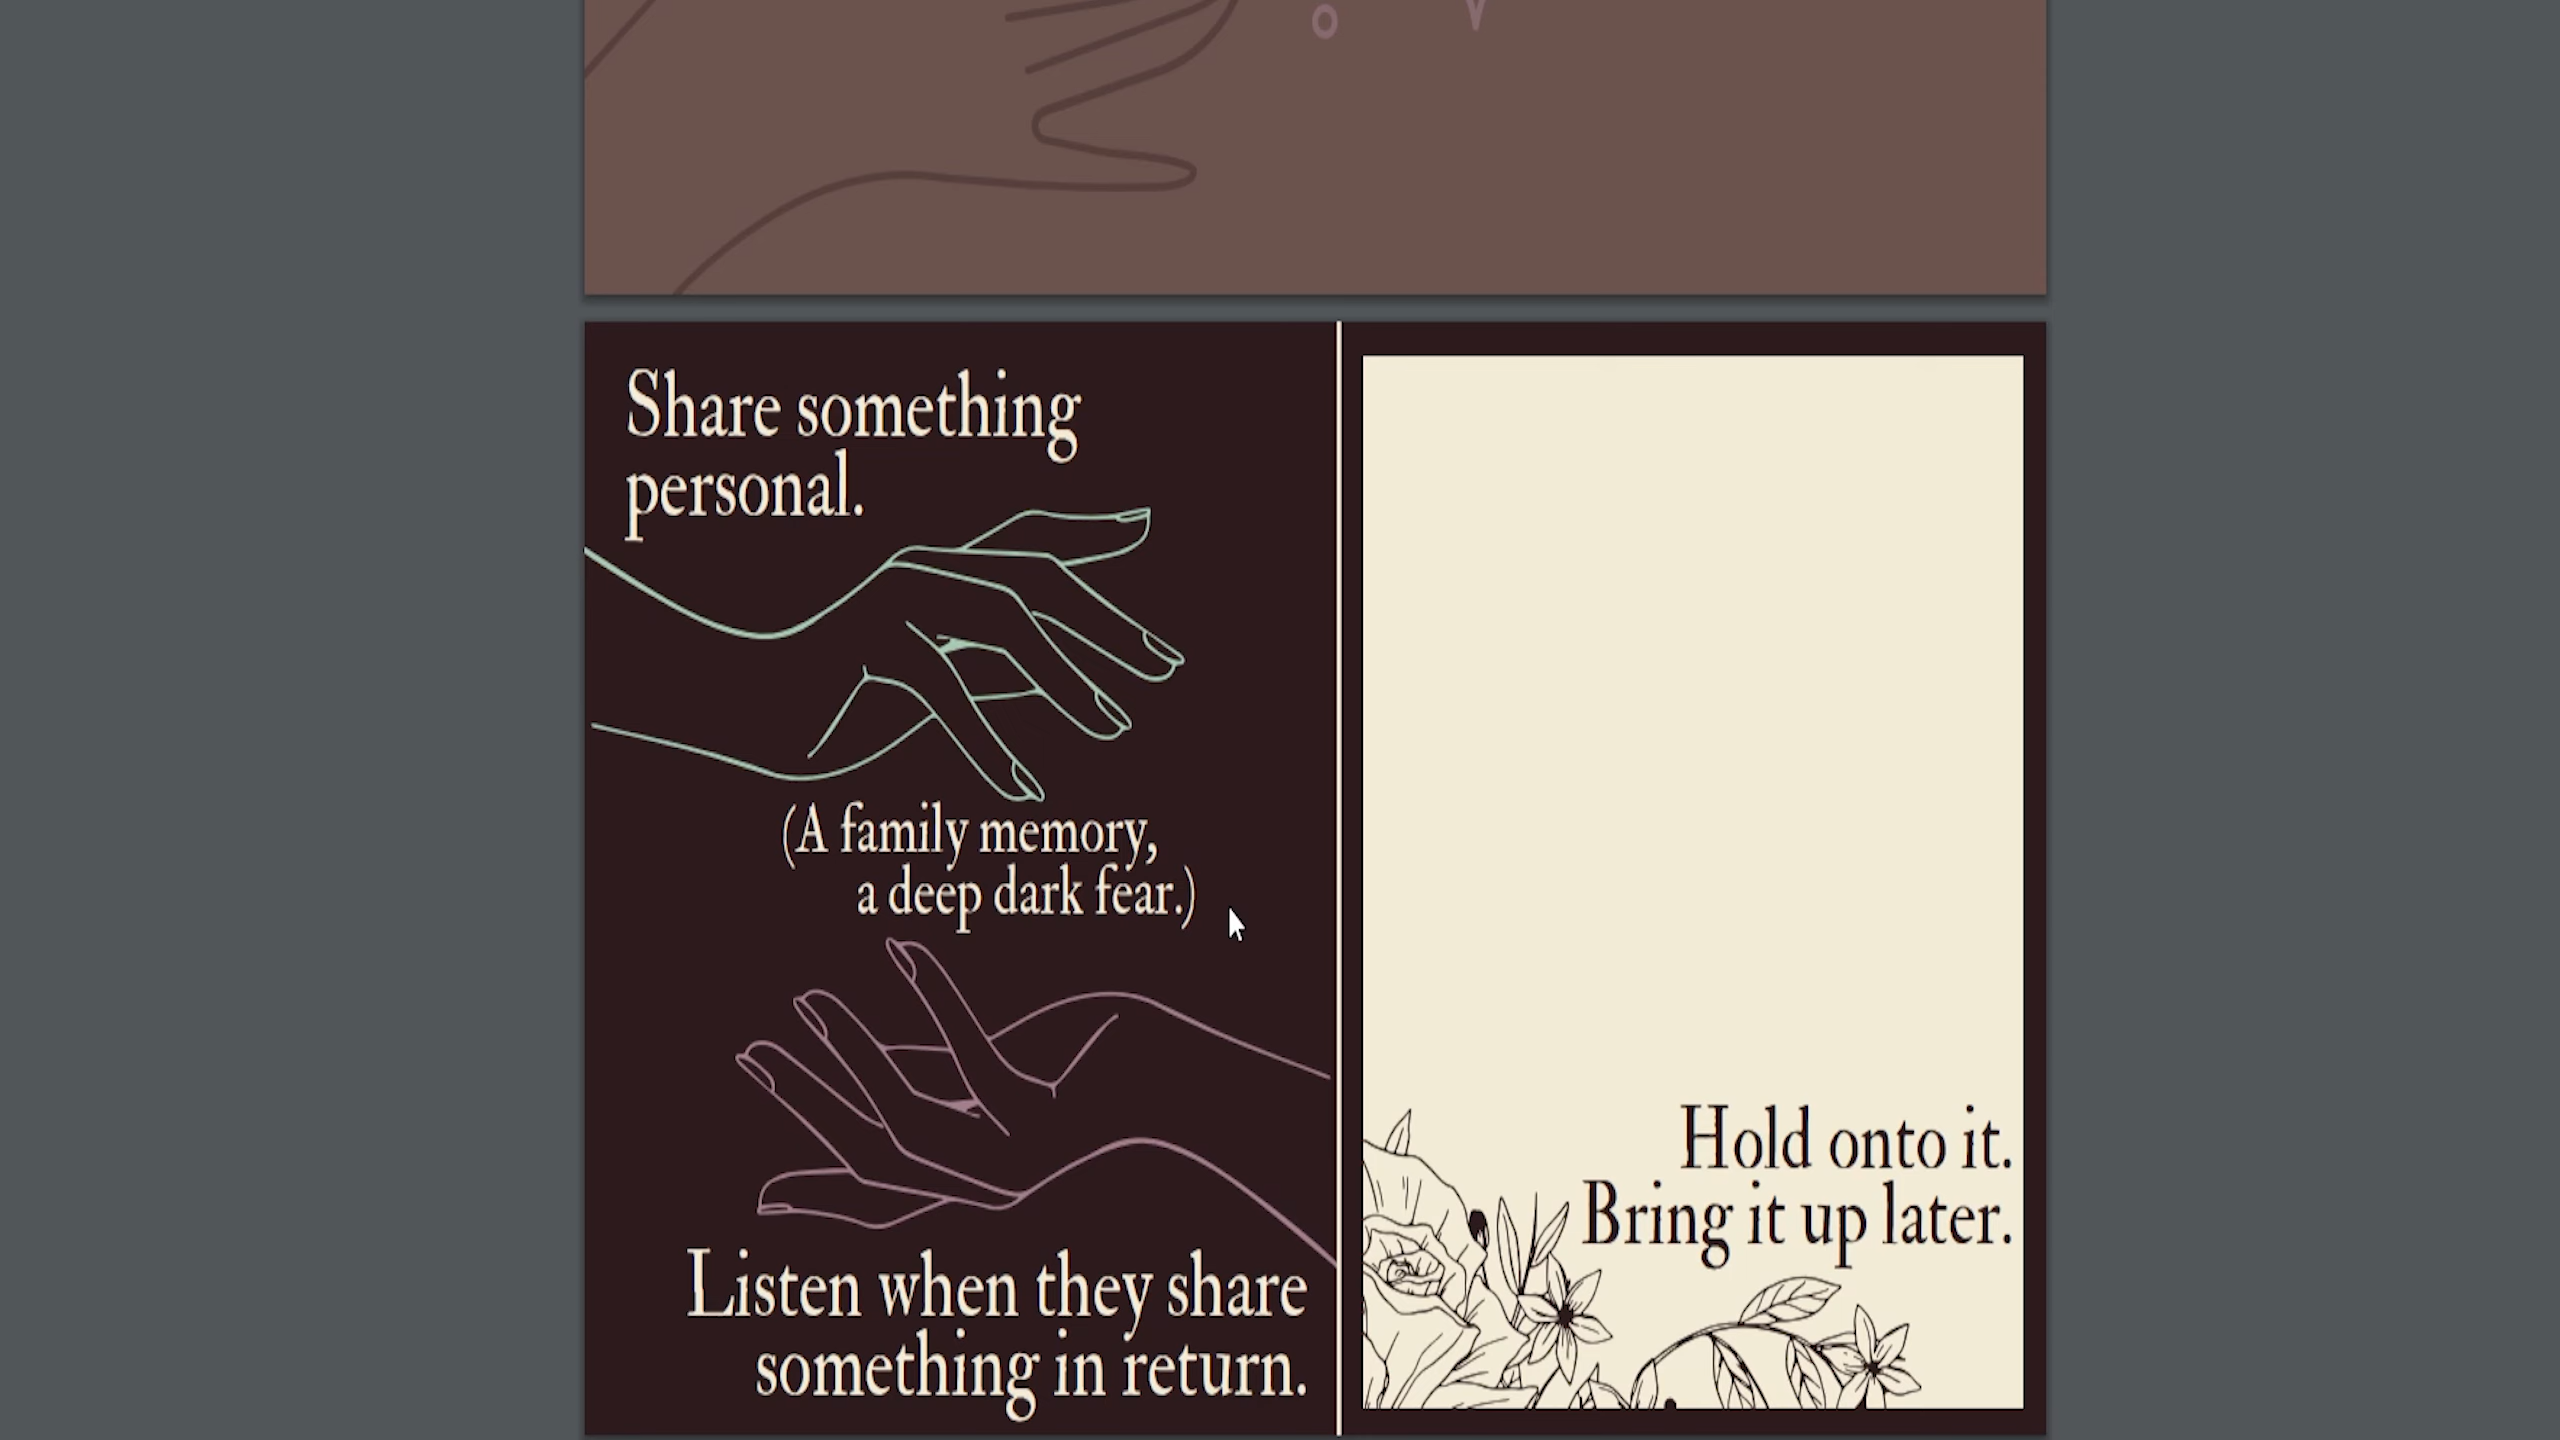 Share something
personal.
(A family memory,
a deep dark fear.)
Listen when they share
something in return.
Hold onto it.
Bring it up later.